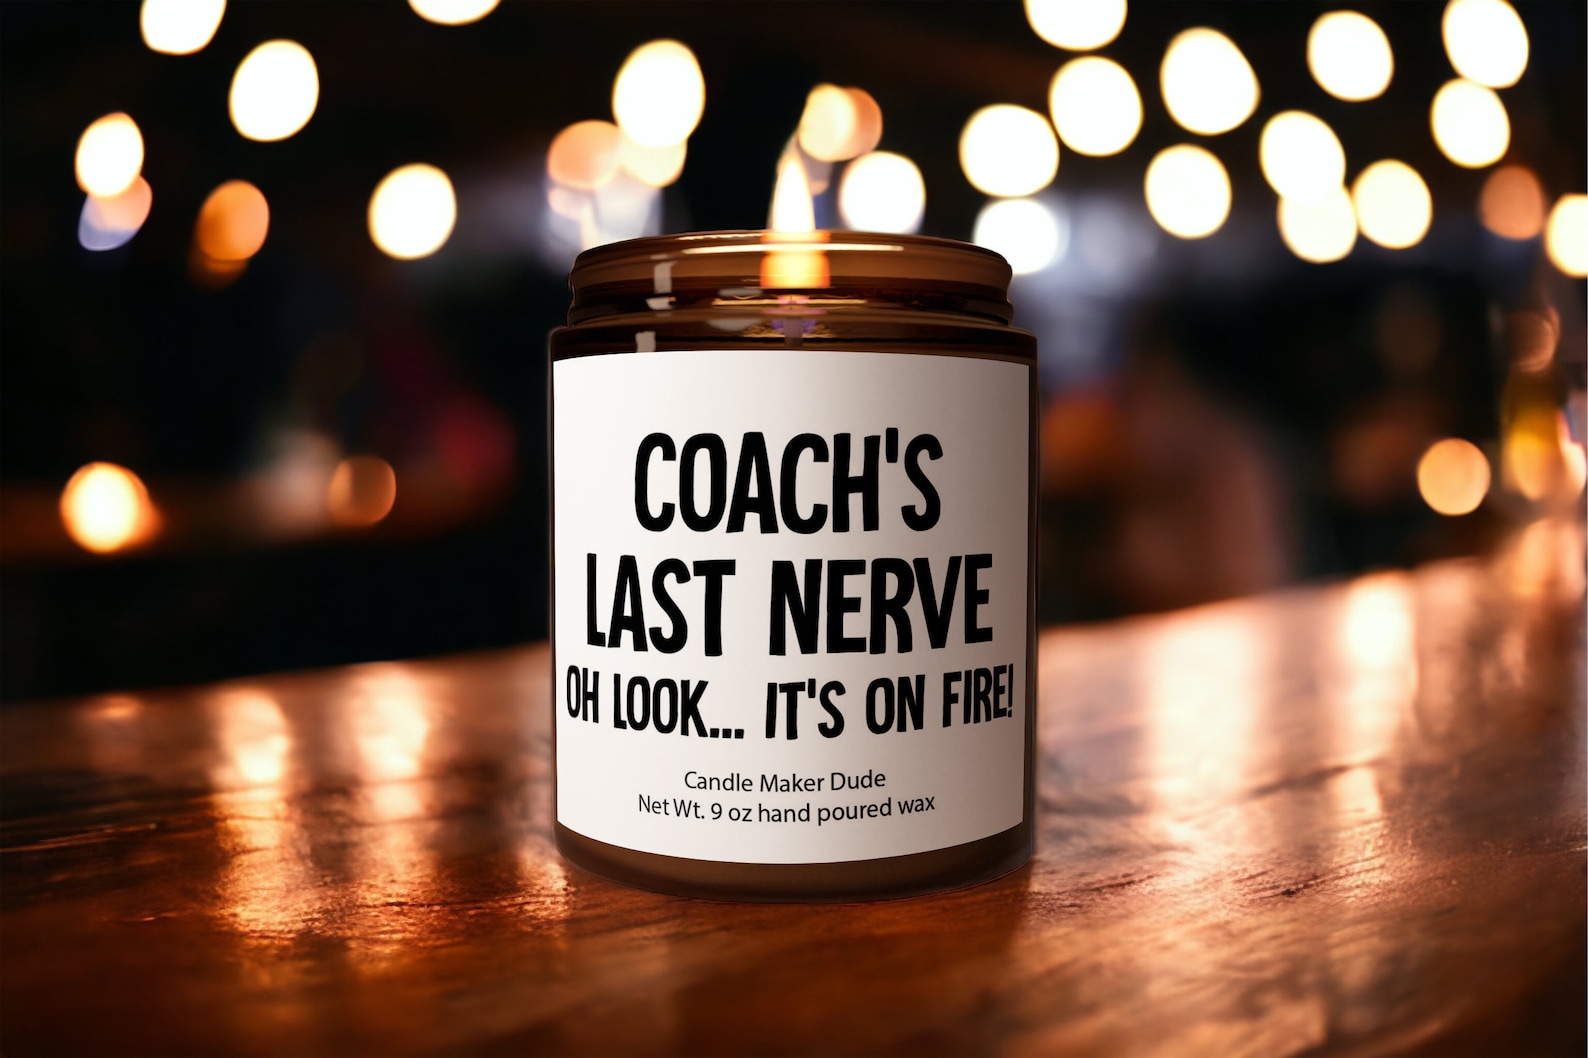 COACH'S
LAST NERVE
OH LOOK... IT'S ON FIRE!
Candle Maker Dude
Net Wt. 9 oz hand poured wax